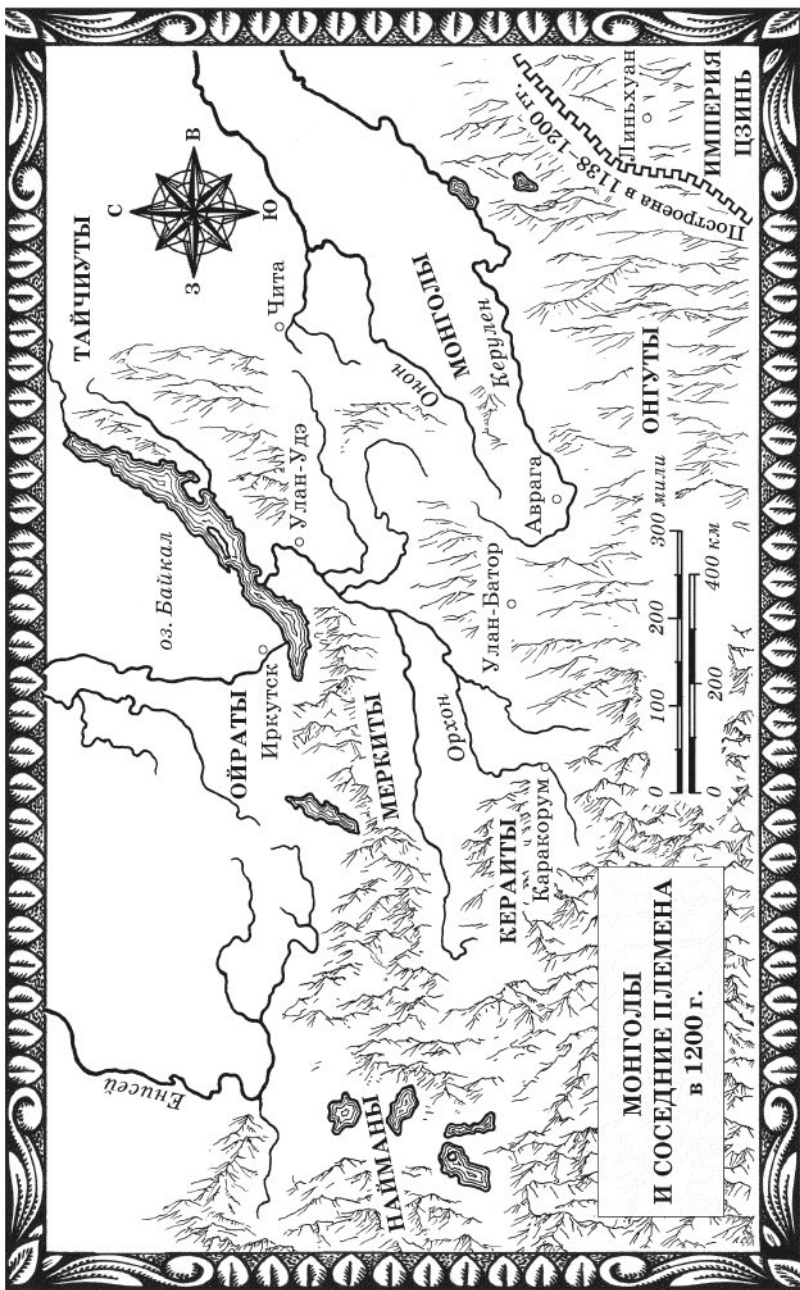 МОНГОЛЫ
И СОСЕДНИЕ ПЛЕМЕНА
в 1200 г.
ТАЙЧИУТЫ
С
В
Ю
З
Чита
оз. Байкал
Улан-Удэ
Иркутск
ОЙРАТЫ
МЕРКИТЫ
Енисей
НАЙМАНЫ
КЕРАИТЫ
Каракорум
Орхон
Улан-Батор
Аврага
Онон
МОНГОЛЫ
Керулен
ОНГУТЫ
Построена в 1138–1200 гг.
Линьхуан
ИМПЕРИЯ
ЦЗИНЬ
0 100 200 300 мили
0 200 400 км